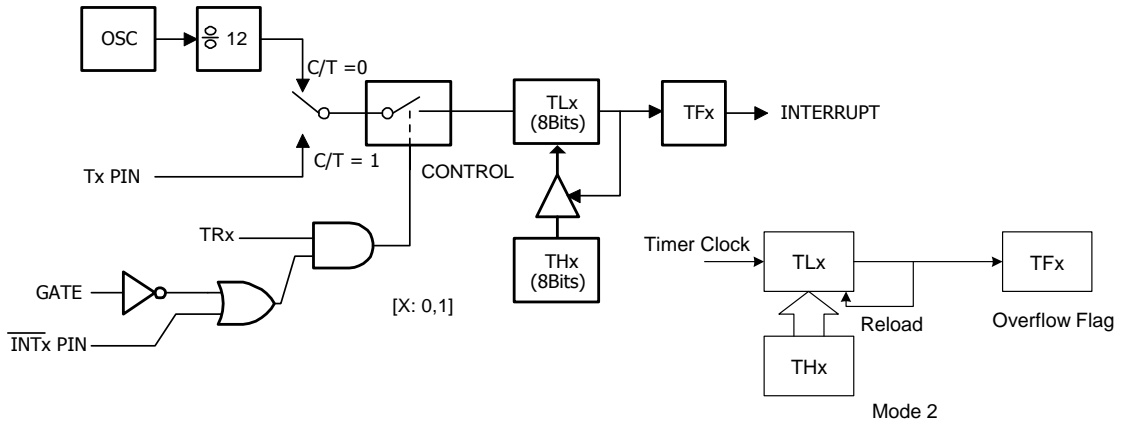 OSC
÷ 12
C/T =0
TLx
(8Bits)
TFx
INTERRUPT
Tx PIN
C/T = 1
CONTROL
TRx
THx
(8Bits)
GATE
INTx PIN
[X: 0,1]
Timer Clock
TLx
TFx
Reload
Overflow Flag
THx
Mode 2